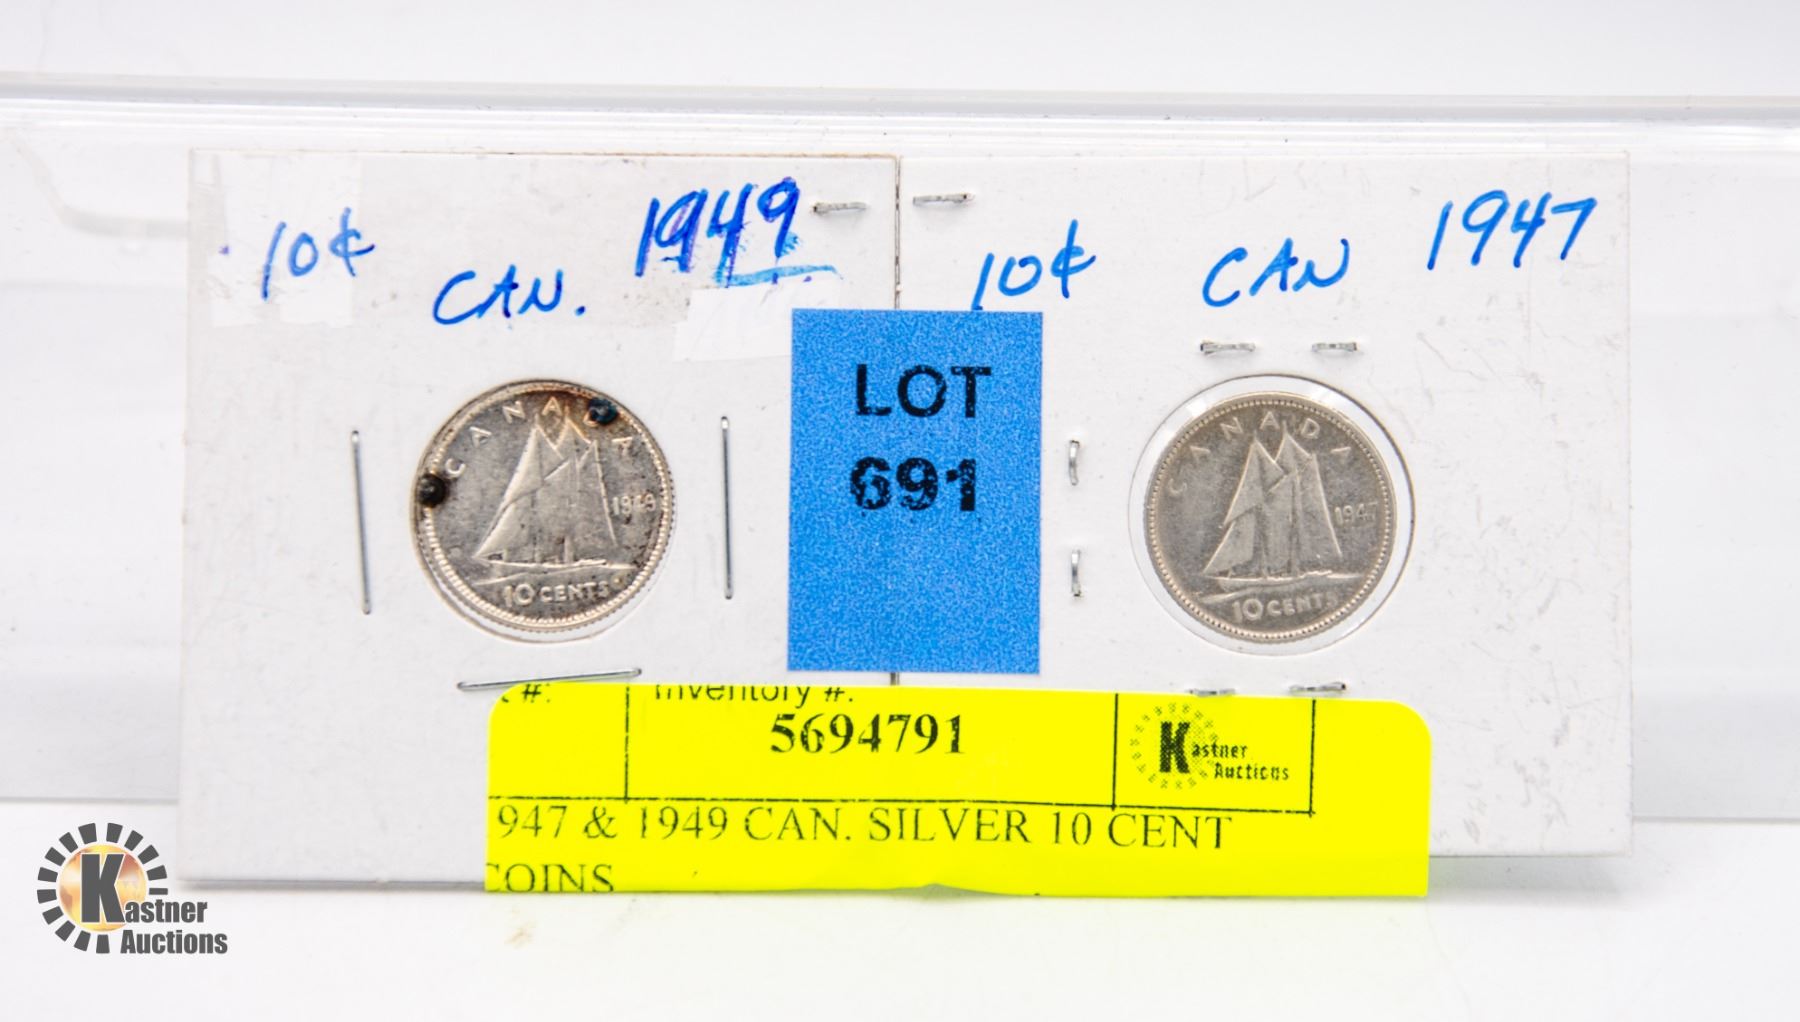 10¢ CAN. 1949
10¢ CAN 1947
LOT
691
CANADA
1949
10 CENTS
CANADA
1947
10 CENTS
#: Inventory #:
5694791
Kastner
Auctions
947 & 1949 CAN. SILVER 10 CENT
COINS
Kastner
Auctions